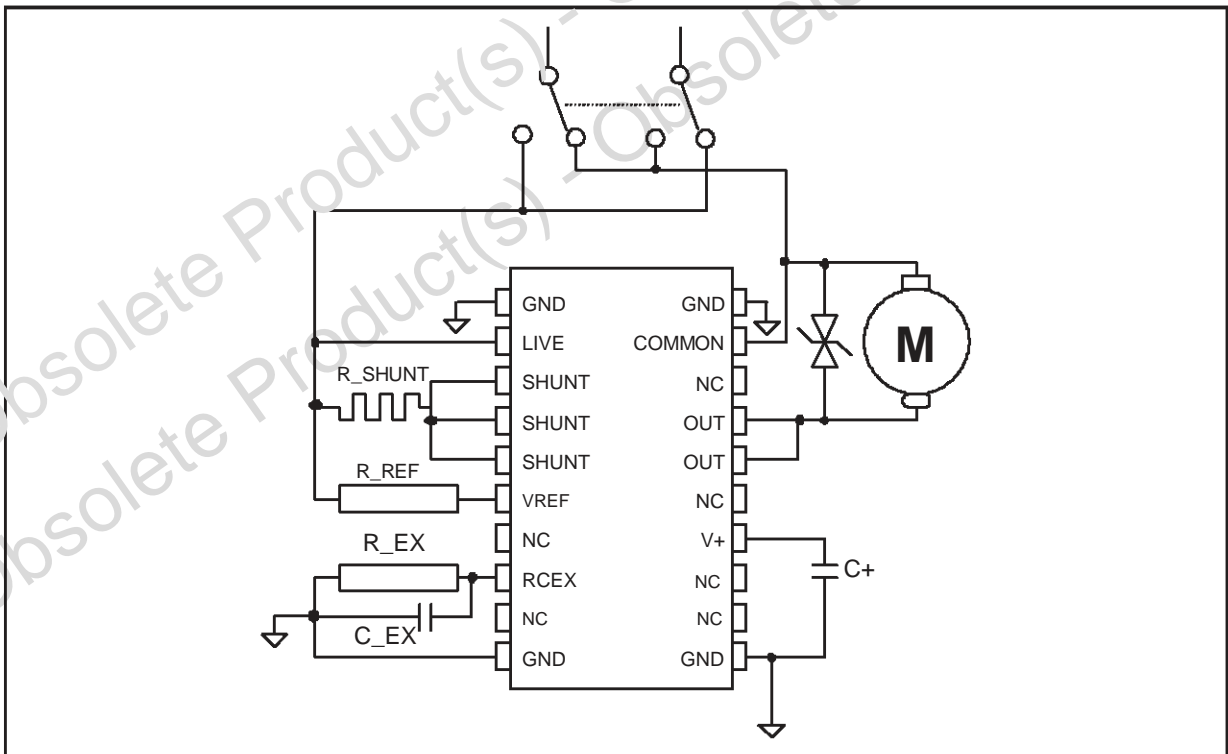 Obsolete Product(s) - Obsolete Product(s)
Obsolete Product(s) - Obsolete
GND
LIVE
SHUNT
SHUNT
SHUNT
VREF
NC
RCEX
NC
GND
GND
COMMON
NC
OUT
OUT
NC
V+
NC
NC
GND
R_SHUNT
R_REF
R_EX
C_EX
M
C+